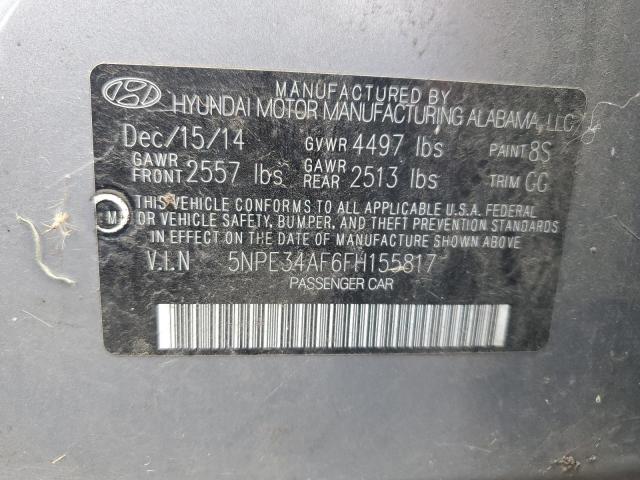 MANUFACTURED BY
HYUNDAI MOTOR MANUFACTURING ALABAMA, LLC
Dec/15/14 GVWR 4497 lbs PAINT 8S
GAWR FRONT 2557 lbs GAWR REAR 2513 lbs TRIM GG
THIS VEHICLE CONFORMS TO ALL APPLICABLE U.S.A. FEDERAL
MOTOR VEHICLE SAFETY, BUMPER, AND THEFT PREVENTION STANDARDS
IN EFFECT ON THE DATE OF MANUFACTURE SHOWN ABOVE.
V.I.N 5NPE34AF6FH155817
PASSENGER CAR